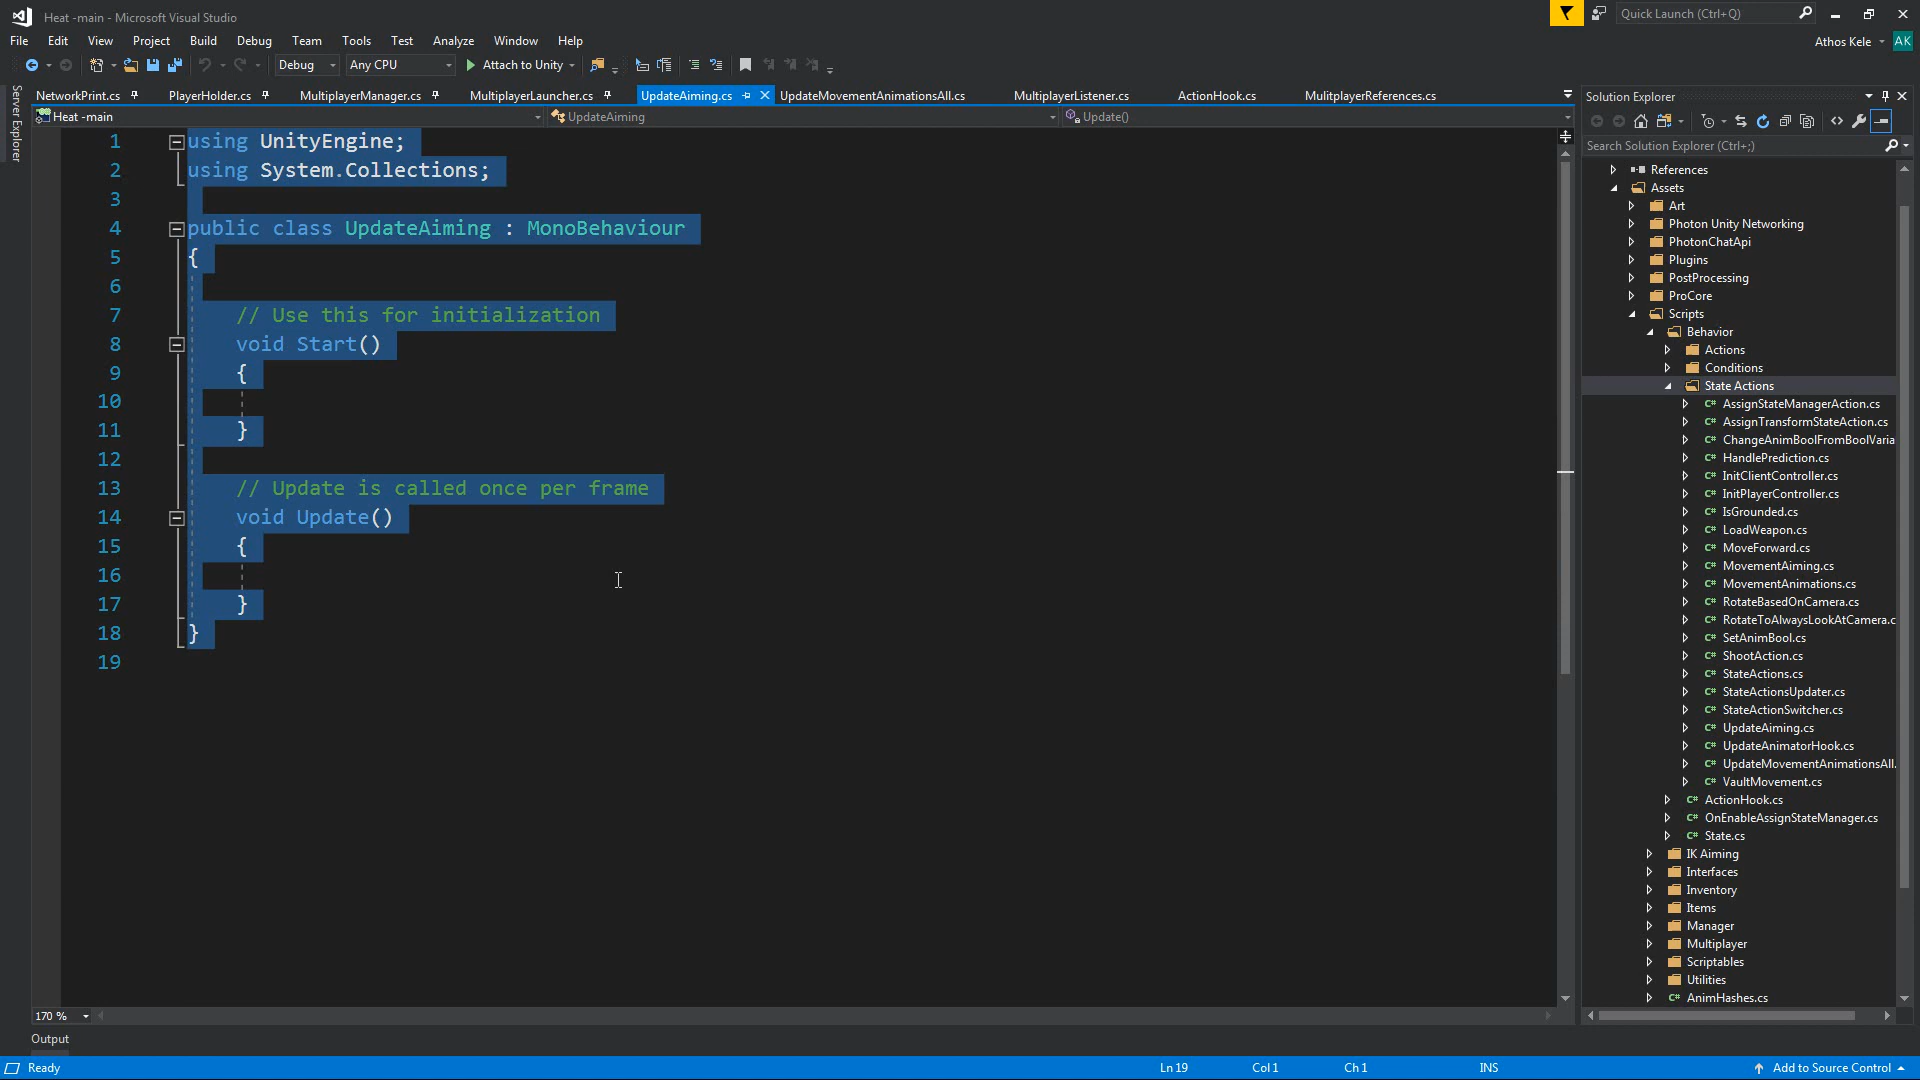 Heat -main - Microsoft Visual Studio
Quick Launch (Ctrl+Q)
File Edit View Project Build Debug Team Tools Test Analyze Window Help
Athos Kele AK
Debug Any CPU Attach to Unity
Server Explorer
NetworkPrint.cs PlayerHolder.cs MultiplayerManager.cs MultiplayerLauncher.cs UpdateAiming.cs UpdateMovementAnimationsAll.cs MultiplayerListener.cs ActionHook.cs MulitplayerReferences.cs
Heat -main UpdateAiming Update()
1 using UnityEngine;
2 using System.Collections;
3
4 public class UpdateAiming : MonoBehaviour
5 {
6
7 // Use this for initialization
8 void Start()
9 {
10
11 }
12
13 // Update is called once per frame
14 void Update()
15 {
16
17 }
18 }
19
170 %
Output
Ready
Ln 19 Col 1 Ch 1 INS
Add to Source Control
Solution Explorer
Search Solution Explorer (Ctrl+;)
References
Assets
Art
Photon Unity Networking
PhotonChatApi
Plugins
PostProcessing
ProCore
Scripts
Behavior
Actions
Conditions
State Actions
C# AssignStateManagerAction.cs
C# AssignTransformStateAction.cs
C# ChangeAnimBoolFromBoolVaria
C# HandlePrediction.cs
C# InitClientController.cs
C# InitPlayerController.cs
C# IsGrounded.cs
C# LoadWeapon.cs
C# MoveForward.cs
C# MovementAiming.cs
C# MovementAnimations.cs
C# RotateBasedOnCamera.cs
C# RotateToAlwaysLookAtCamera.c
C# SetAnimBool.cs
C# ShootAction.cs
C# StateActions.cs
C# StateActionsUpdater.cs
C# StateActionSwitcher.cs
C# UpdateAiming.cs
C# UpdateAnimatorHook.cs
C# UpdateMovementAnimationsAll.
C# VaultMovement.cs
C# ActionHook.cs
C# OnEnableAssignStateManager.cs
C# State.cs
IK Aiming
Interfaces
Inventory
Items
Manager
Multiplayer
Scriptables
Utilities
C# AnimHashes.cs